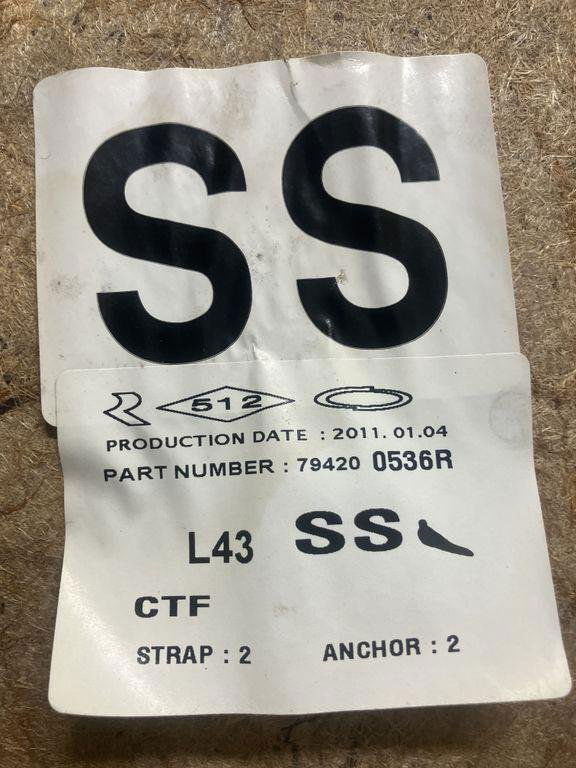 SS
R 512
PRODUCTION DATE : 2011. 01.04
PART NUMBER : 79420 0536R
L43 SS
CTF
STRAP : 2 ANCHOR : 2